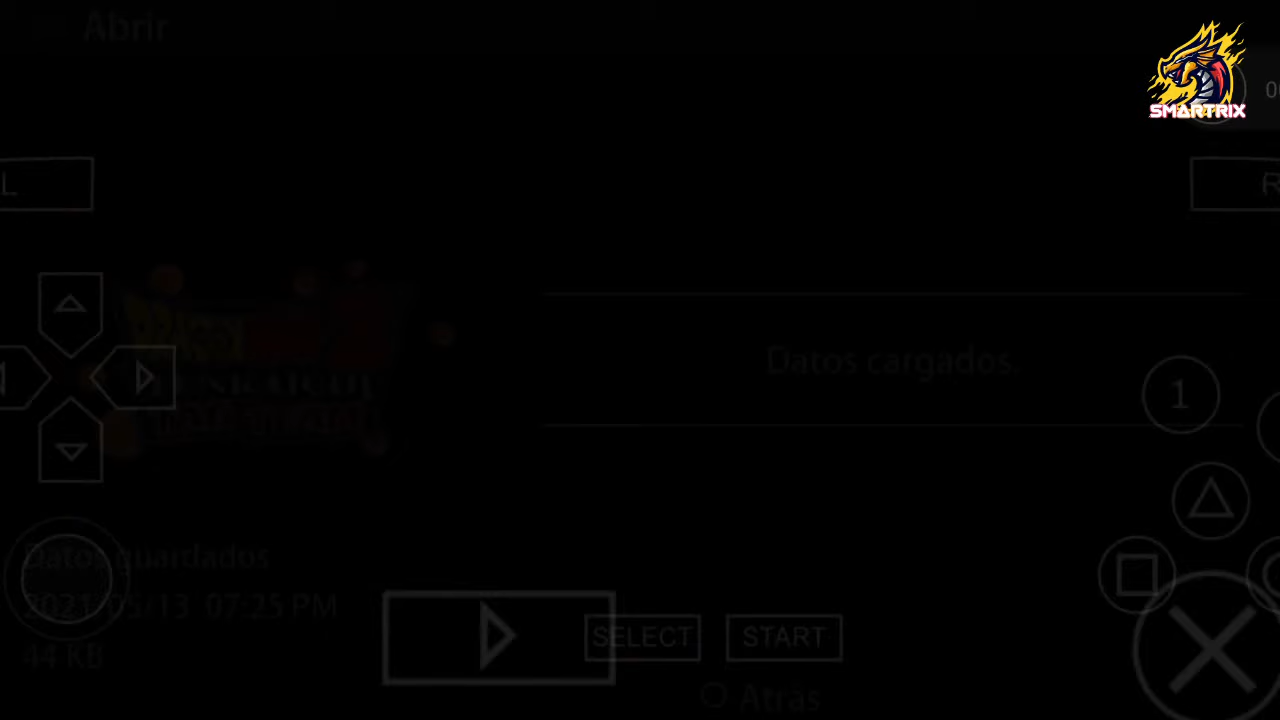 Abrir
SMARTRIX
L
R
Datos cargados.
1
Datos guardados
2021/05/13 07:25 PM
SELECT
START
44 KB
Atrás